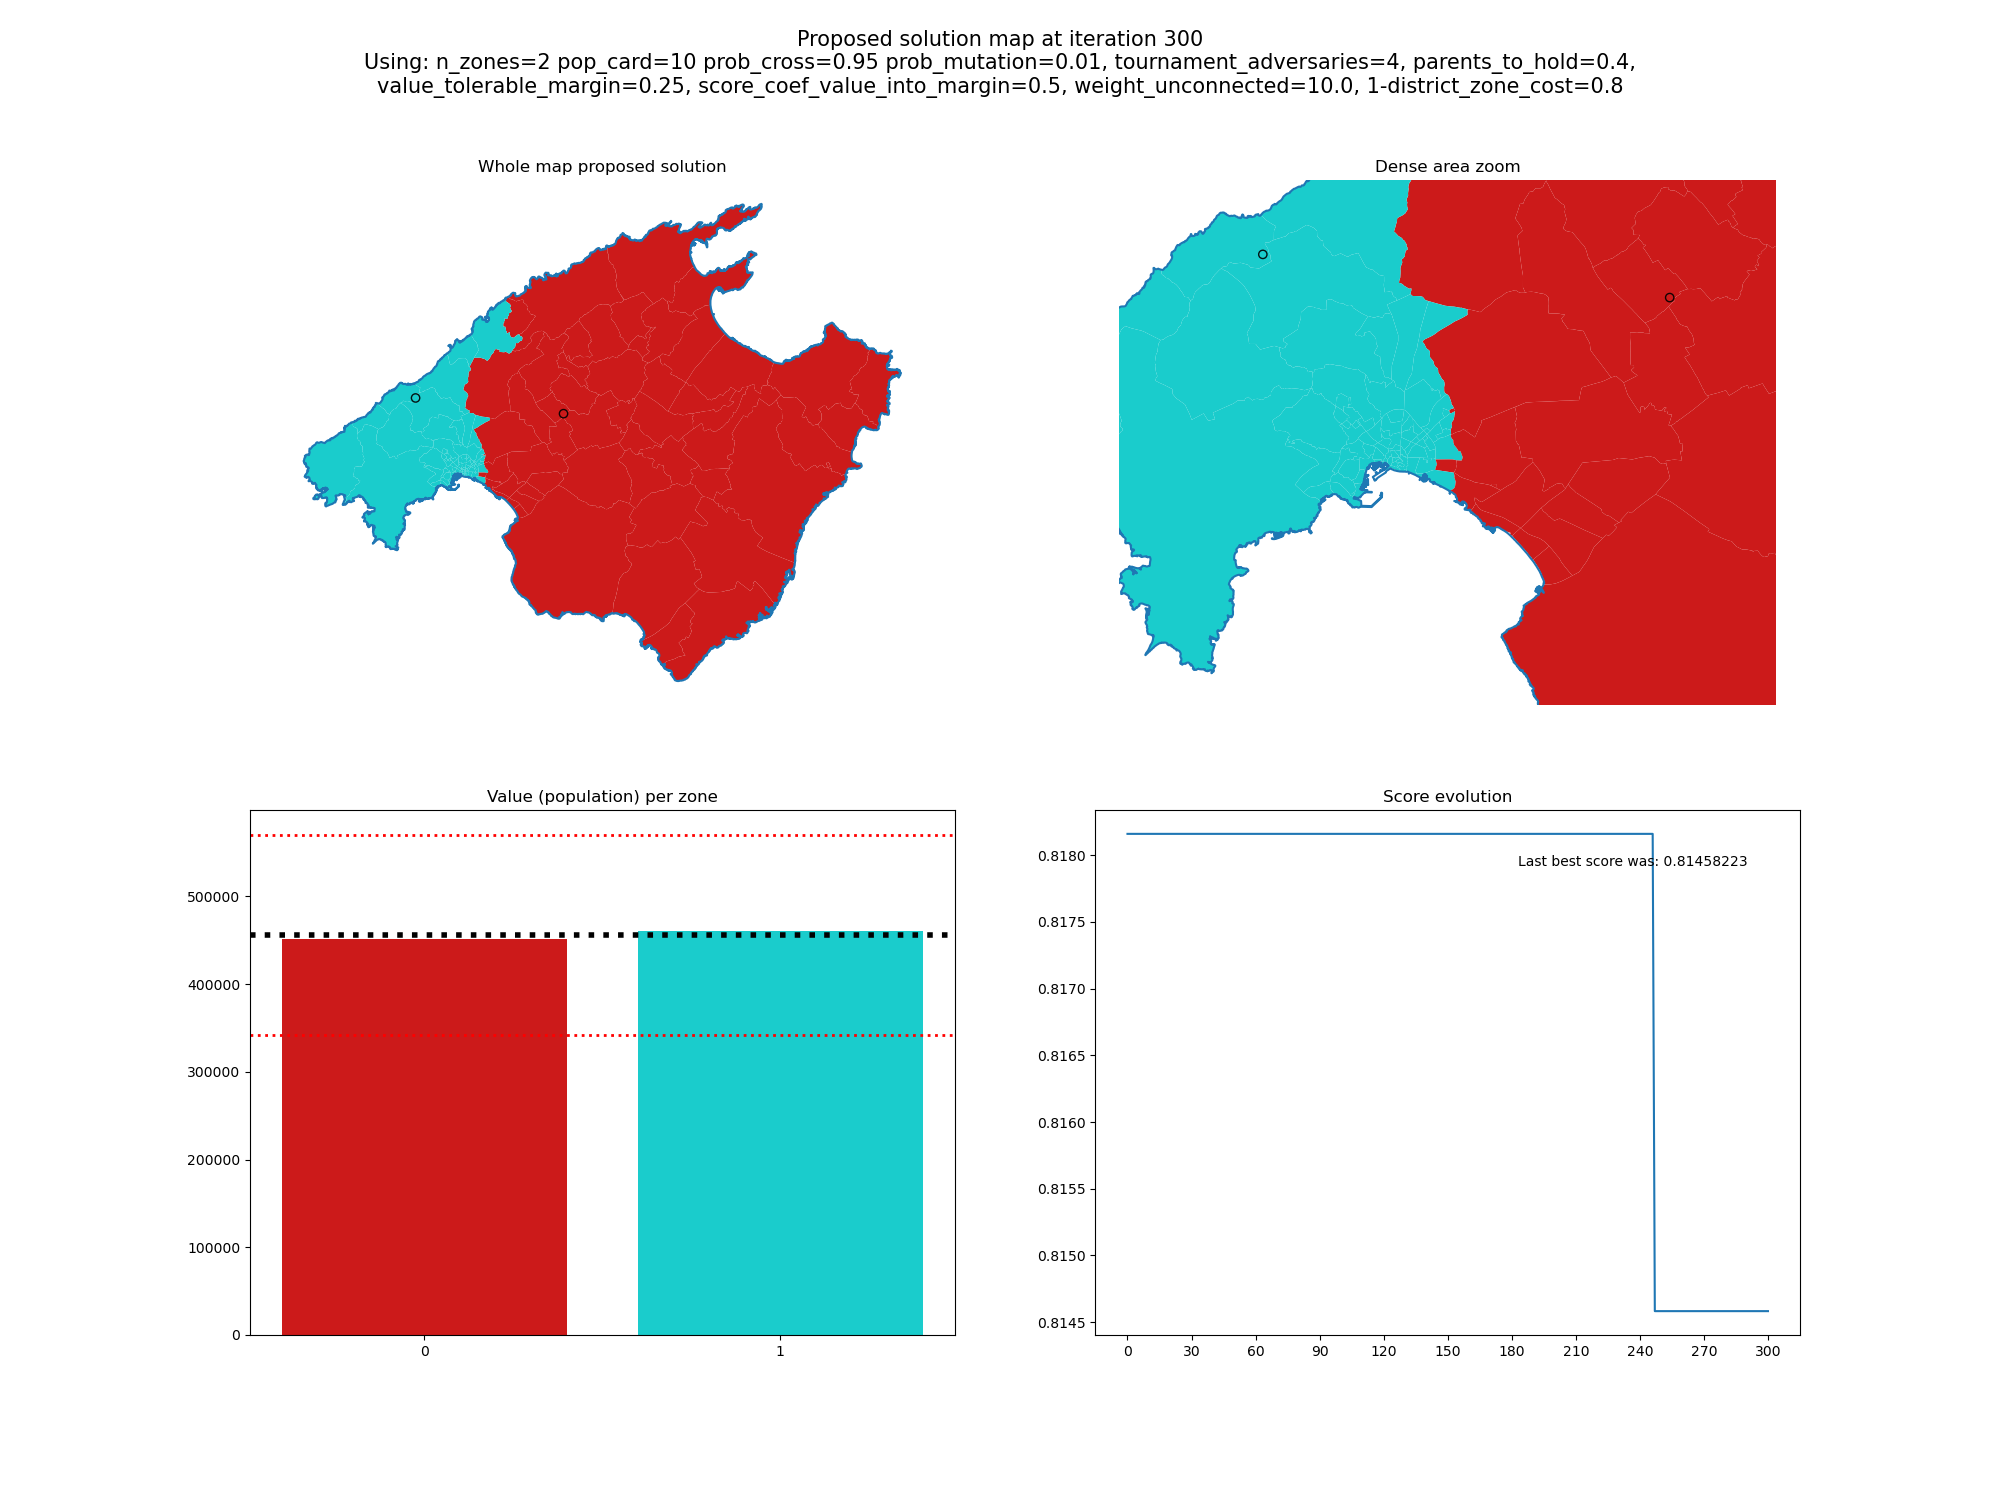 Proposed solution map at iteration 300
Using: n_zones=2 pop_card=10 prob_cross=0.95 prob_mutation=0.01, tournament_adversaries=4, parents_to_hold=0.4,
value_tolerable_margin=0.25, score_coef_value_into_margin=0.5, weight_unconnected=10.0, 1-district_zone_cost=0.8
Whole map proposed solution
Dense area zoom
Value (population) per zone
500000
400000
300000
200000
100000
0
0 1
Score evolution
Last best score was: 0.81458223
0.8180
0.8175
0.8170
0.8165
0.8160
0.8155
0.8150
0.8145
0 30 60 90 120 150 180 210 240 270 300